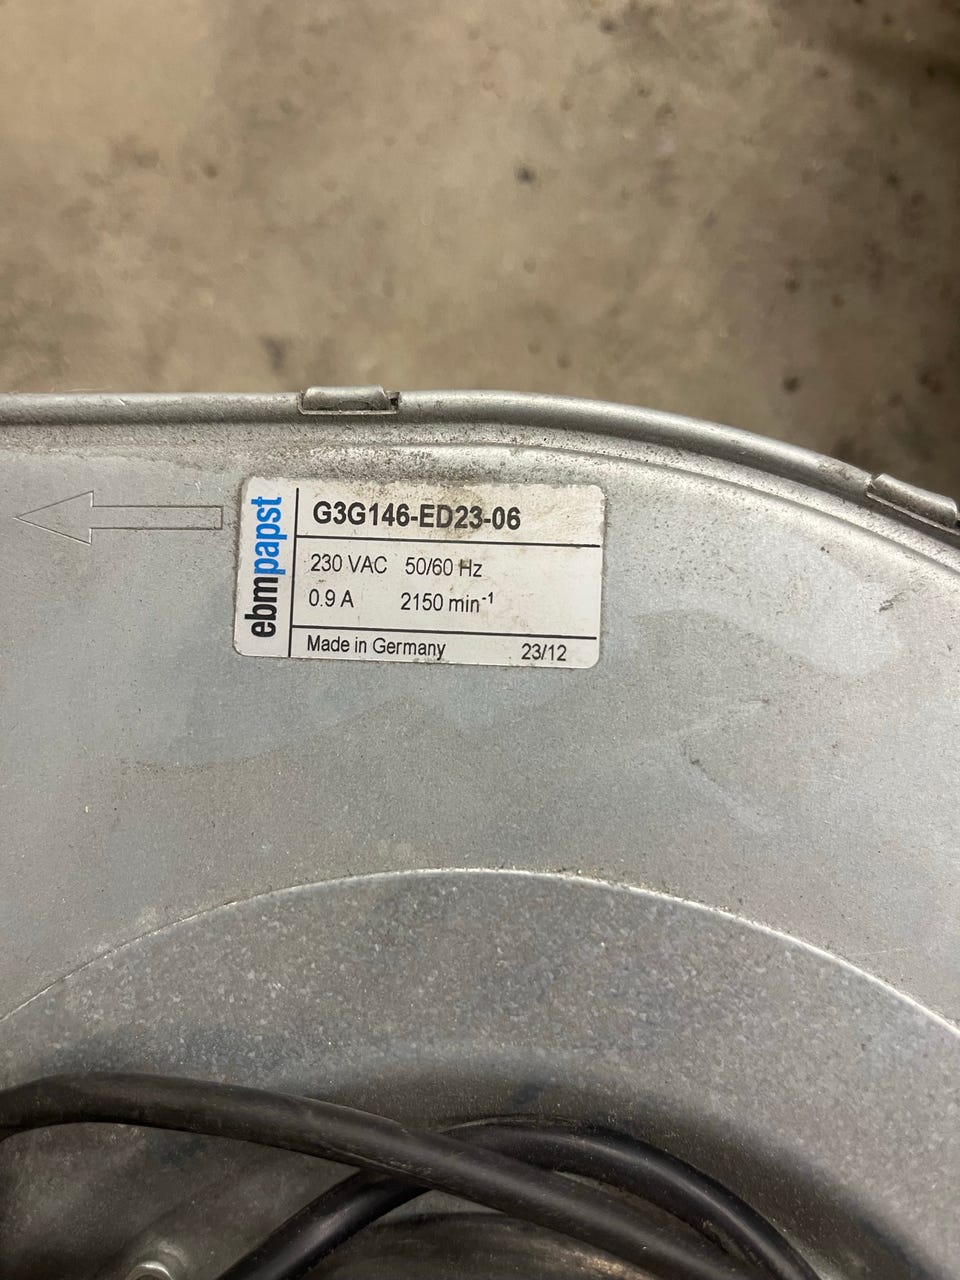 ebmpapst
G3G146-ED23-06
230 VAC 50/60 Hz
0.9 A 2150 min⁻¹
Made in Germany 23/12